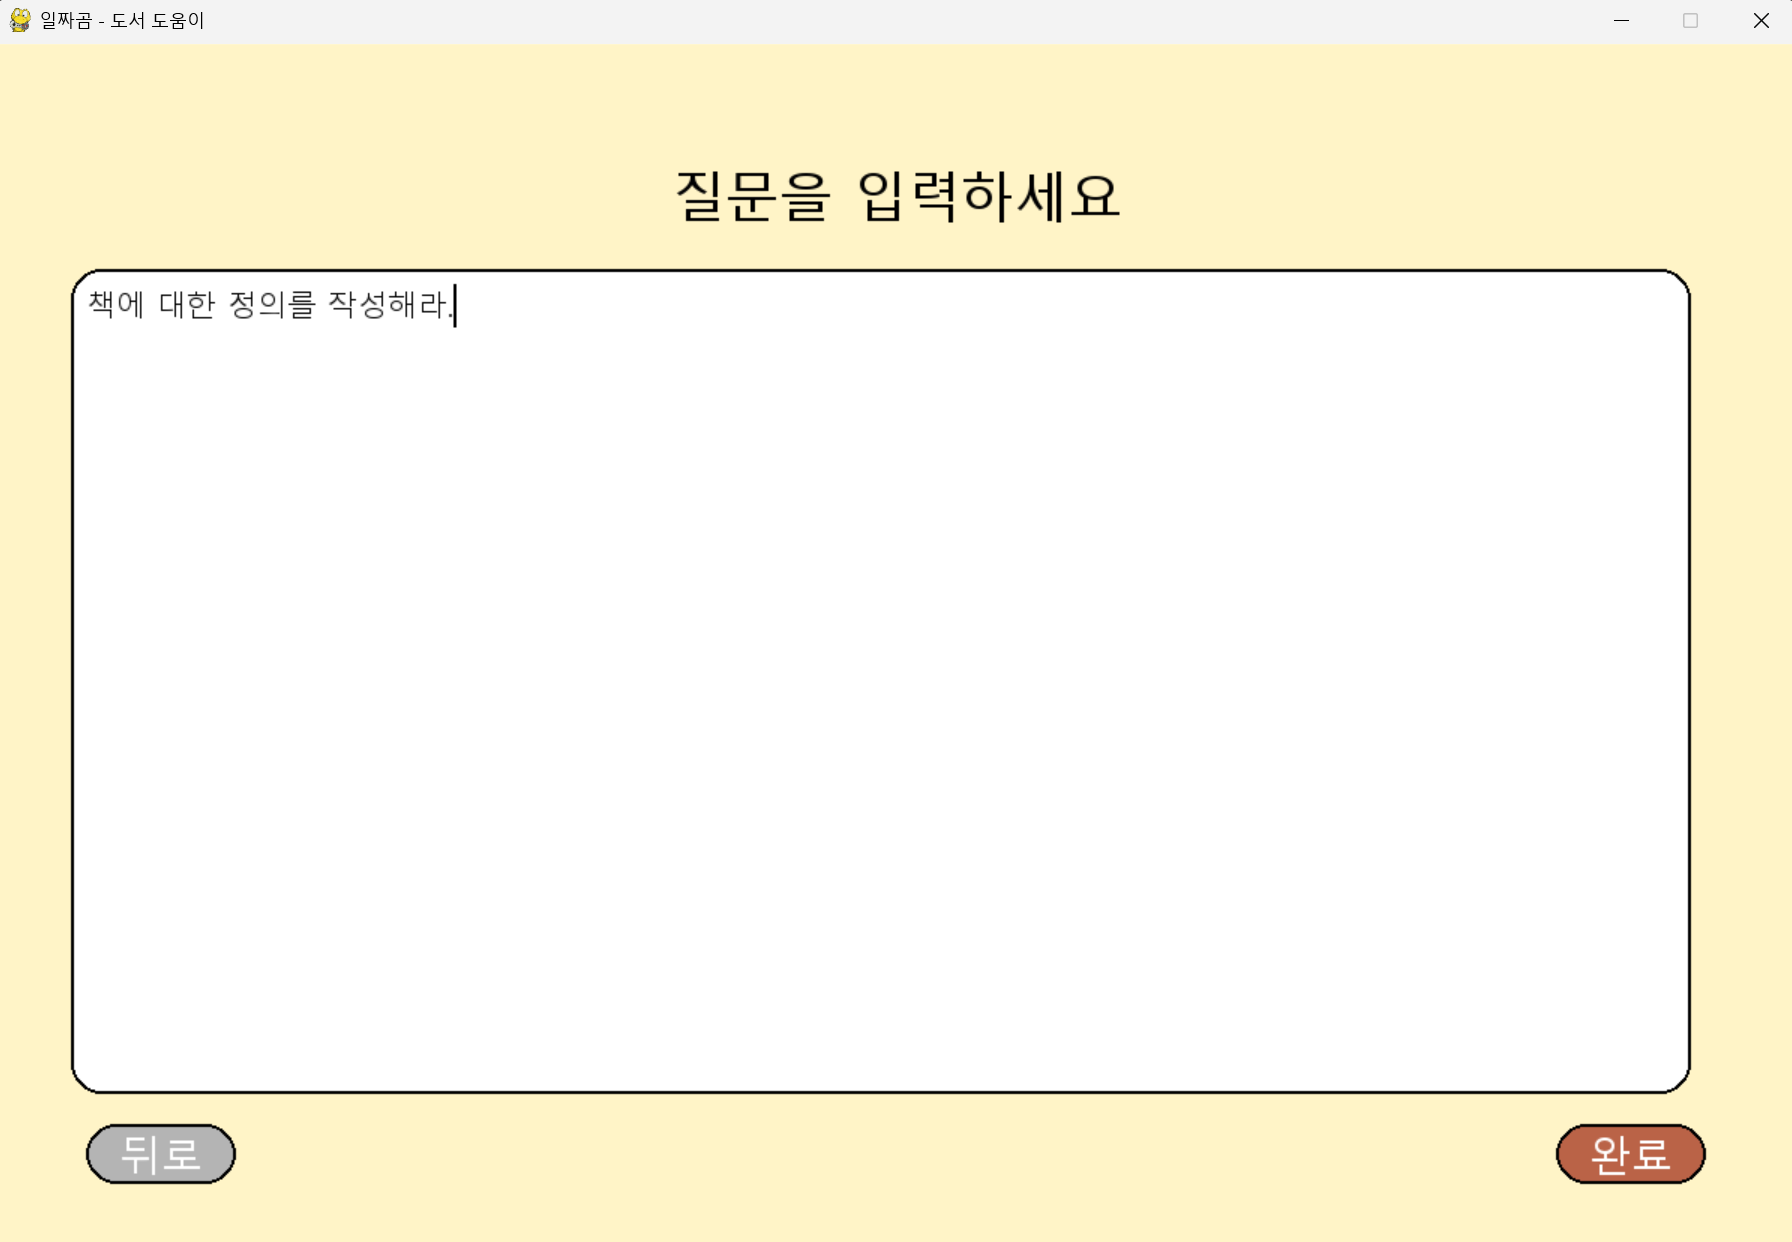 일짜곰 - 도서 도움이
질문을 입력하세요
책에 대한 정의를 작성해라.
뒤로
완료